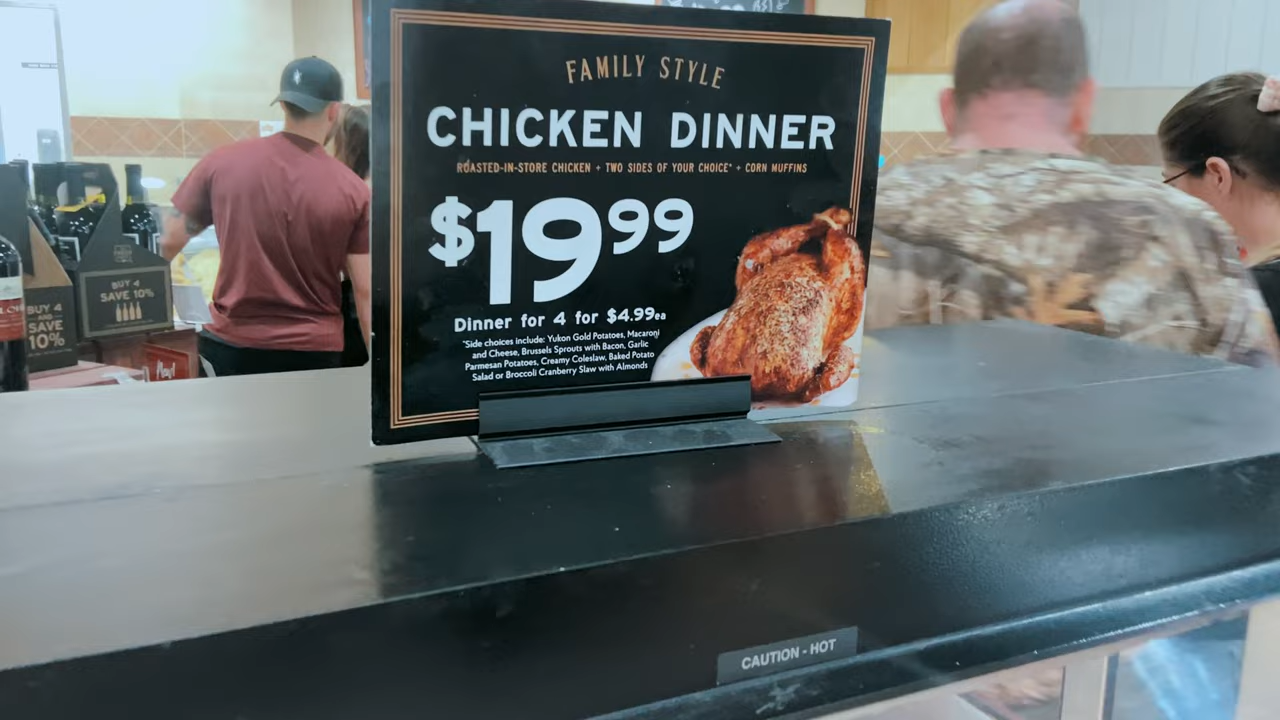 FAMILY STYLE
CHICKEN DINNER
ROASTED-IN-STORE CHICKEN + TWO SIDES OF YOUR CHOICE* + CORN MUFFINS
$19 99
Dinner for 4 for $4.99ea
*Side choices include: Yukon Gold Potatoes, Macaroni
and Cheese, Brussels Sprouts with Bacon, Garlic
Parmesan Potatoes, Creamy Coleslaw, Baked Potato
Salad or Broccoli Cranberry Slaw with Almonds
BUY 4
SAVE 10%
BUY 4
SAVE
10%
CAUTION - HOT